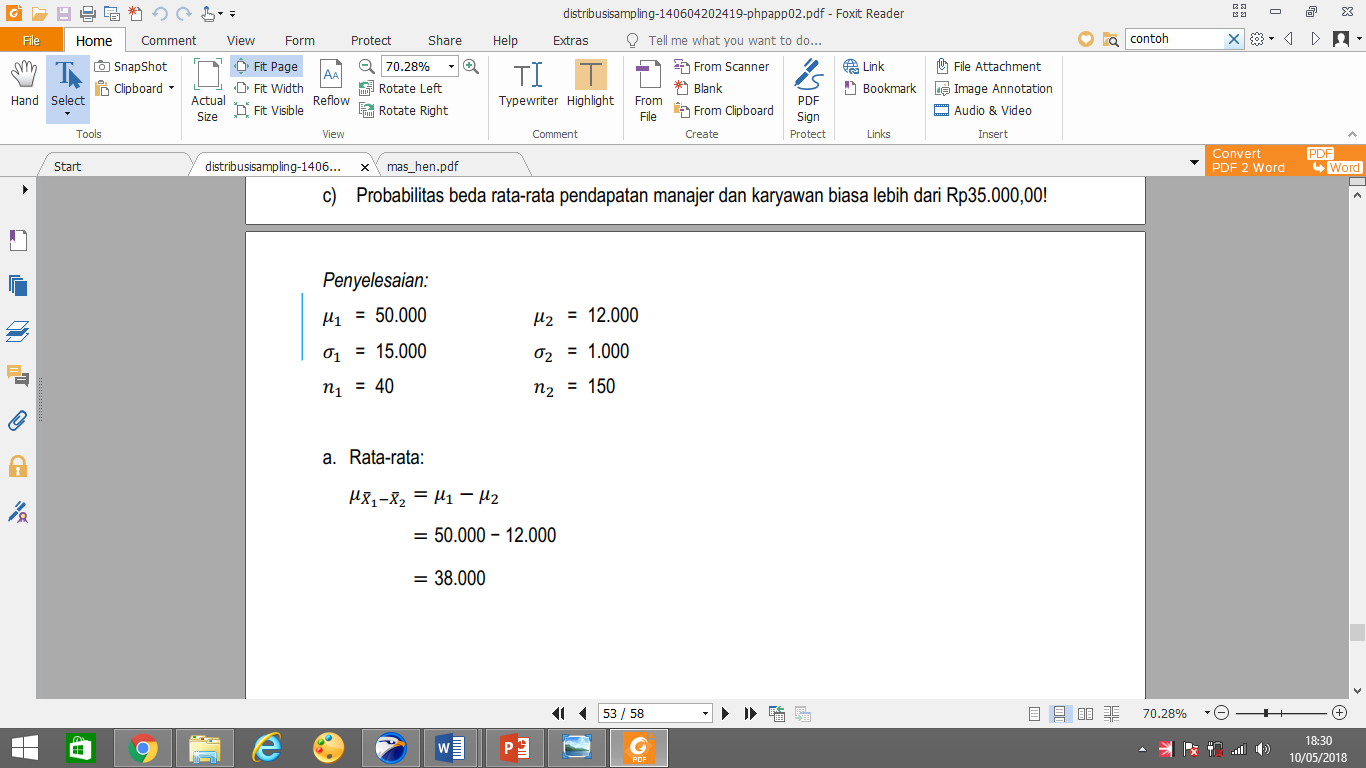 distribusisampling-140604202419-phpapp02.pdf - Foxit Reader
File Home Comment View Form Protect Share Help Extras Tell me what you want to do... contoh
Hand
Select
SnapShot
Clipboard
Tools
Actual Size
Fit Page
Fit Width
Fit Visible
Reflow
70.28%
Rotate Left
Rotate Right
View
Typewriter
Highlight
Comment
From File
From Scanner
Blank
From Clipboard
Create
PDF Sign
Protect
Link
Bookmark
Links
File Attachment
Image Annotation
Audio & Video
Insert
Start distribusisampling-1406... mas_hen.pdf
Convert PDF
PDF 2 Word Word
c) Probabilitas beda rata-rata pendapatan manajer dan karyawan biasa lebih dari Rp35.000,00!
Penyelesaian:
μ₁ = 50.000 μ₂ = 12.000
σ₁ = 15.000 σ₂ = 1.000
n₁ = 40 n₂ = 150
a. Rata-rata:
μ_X̄₁−X̄₂ = μ₁ − μ₂
= 50.000 − 12.000
= 38.000
53 / 58 70.28%
18:30
10/05/2018